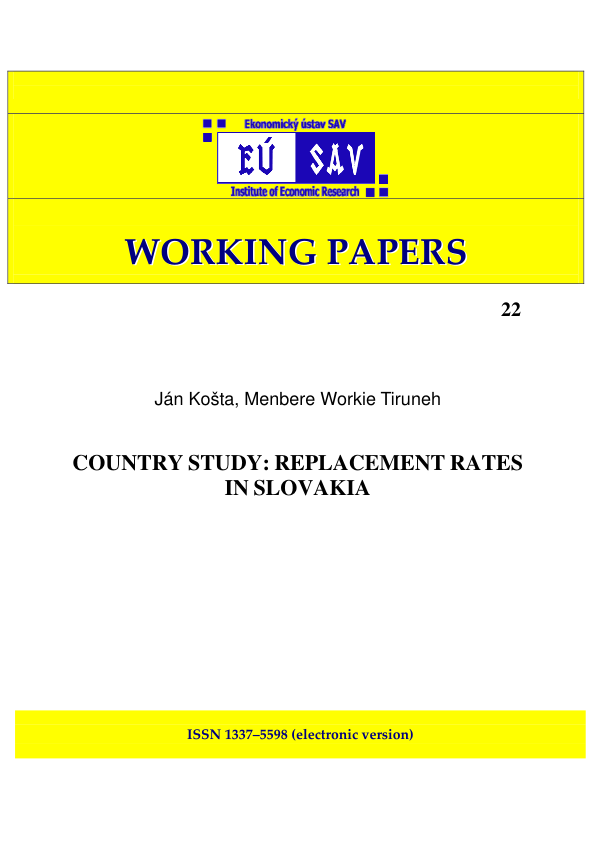 Ekonomický ústav SAV
EÚ SAV
Institute of Economic Research
WORKING PAPERS
22
Ján Košta, Menbere Workie Tiruneh
COUNTRY STUDY: REPLACEMENT RATES
IN SLOVAKIA
ISSN 1337–5598 (electronic version)